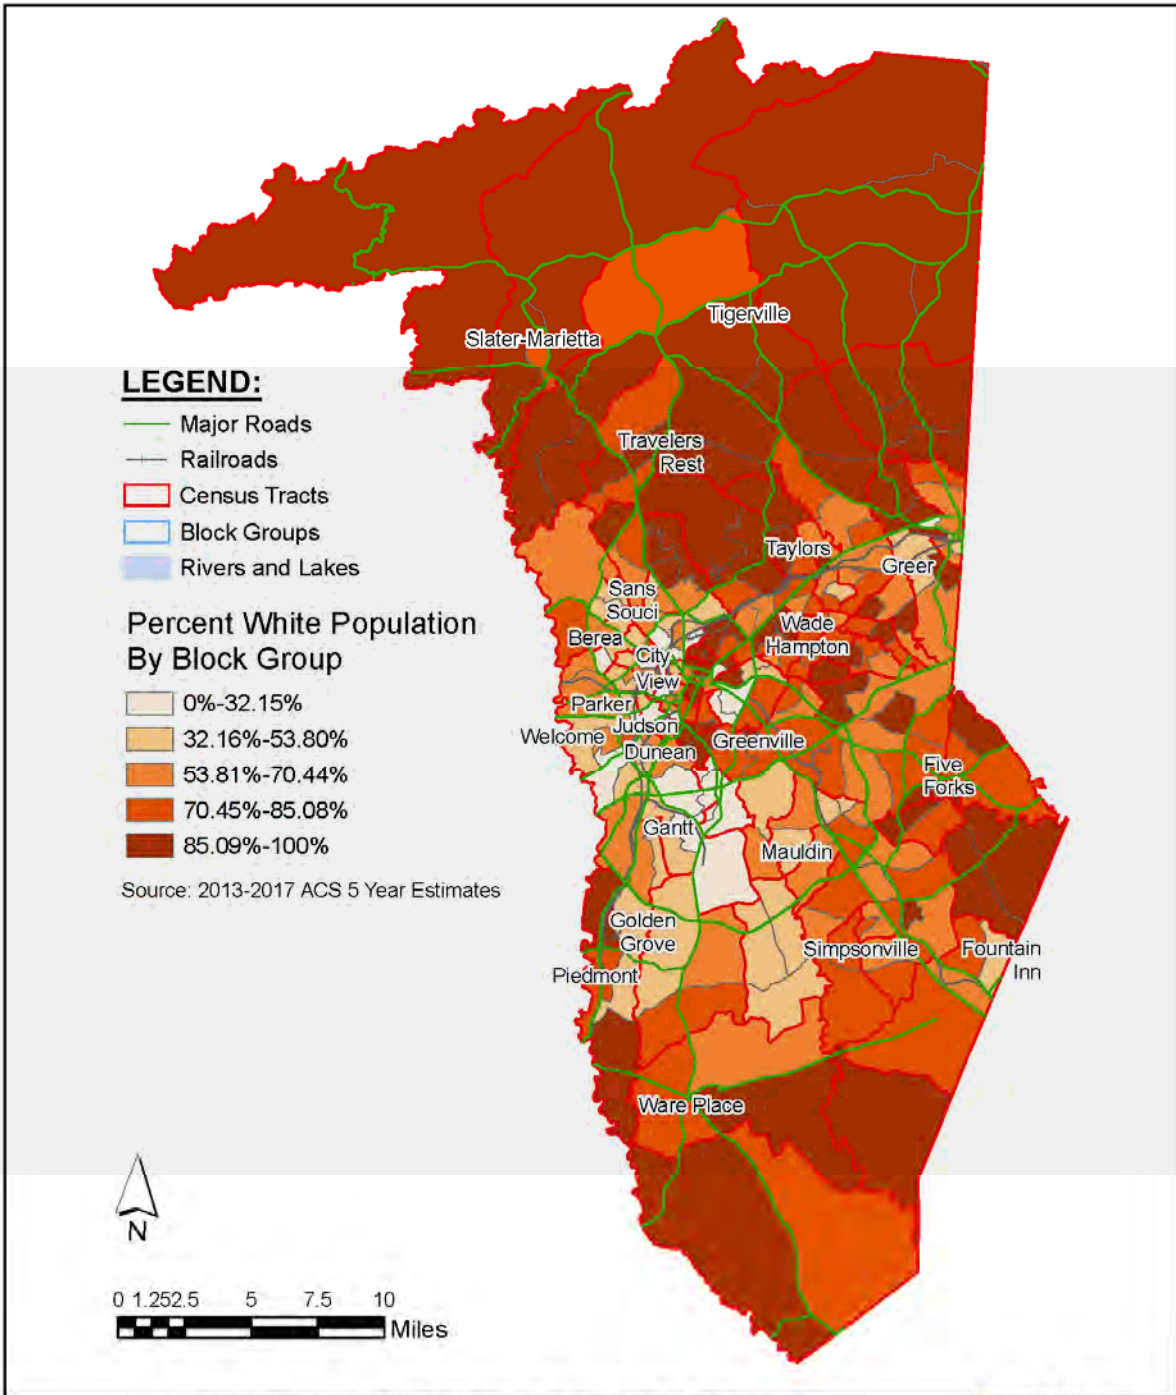 Tigerville
Slater-Marietta
LEGEND:
Major Roads
Railroads
Census Tracts
Block Groups
Rivers and Lakes
Travelers
Rest
Taylors
Greer
Sans
Souci
Wade
Hampton
Berea
City
View
Parker
Judson
Welcome
Dunean
Greenville
Five
Forks
Gantt
Mauldin
Golden
Grove
Simpsonville
Fountain
Inn
Piedmont
Ware Place
Percent White Population
By Block Group
0%-32.15%
32.16%-53.80%
53.81%-70.44%
70.45%-85.08%
85.09%-100%
Source: 2013-2017 ACS 5 Year Estimates
N
0 1.252.5 5 7.5 10
Miles